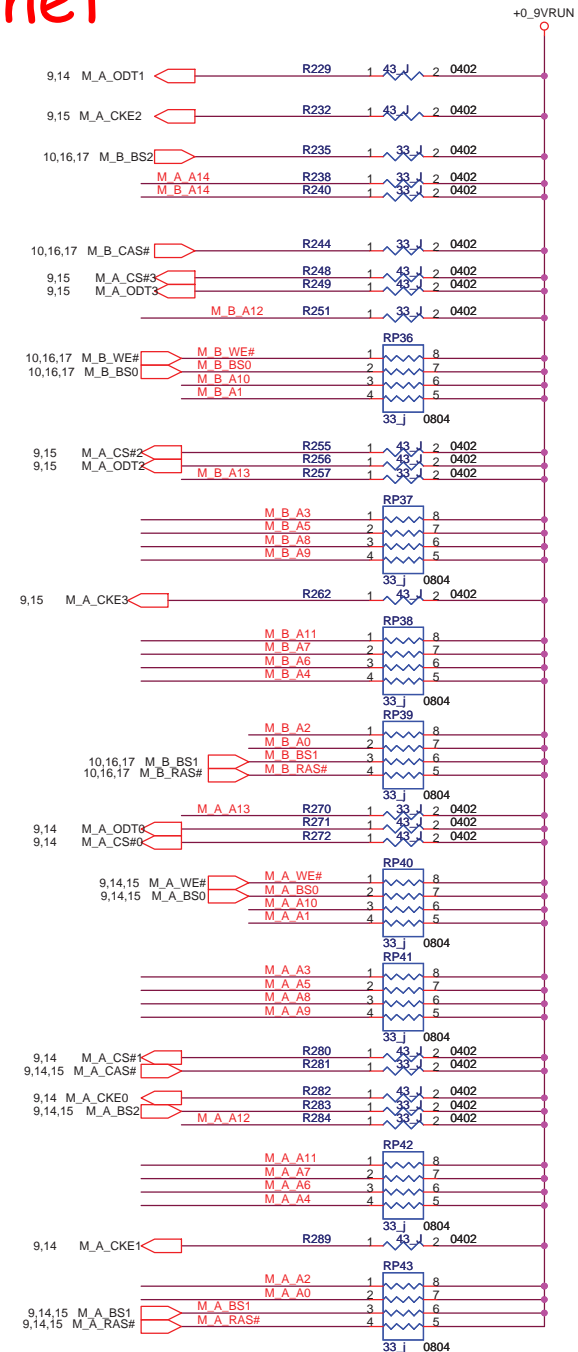 net
+0_9VRUN
9,14 M_A_ODT1 R229 1 43_J 2 0402
9,15 M_A_CKE2 R232 1 43_J 2 0402
10,16,17 M_B_BS2 R235 1 33_J 2 0402
M_A_A14 R238 1 33_J 2 0402
M_B_A14 R240 1 33_J 2 0402
10,16,17 M_B_CAS# R244 1 33_J 2 0402
9,15 M_A_CS#3 R248 1 43_J 2 0402
9,15 M_A_ODT3 R249 1 43_J 2 0402
M_B_A12 R251 1 33_J 2 0402
RP36
10,16,17 M_B_WE# M_B_WE# 1 8
10,16,17 M_B_BS0 M_B_BS0 2 7
M_B_A10 3 6
M_B_A1 4 5
33_j 0804
9,15 M_A_CS#2 R255 1 43_J 2 0402
9,15 M_A_ODT2 R256 1 43_J 2 0402
M_B_A13 R257 1 33_J 2 0402
RP37
M_B_A3 1 8
M_B_A5 2 7
M_B_A8 3 6
M_B_A9 4 5
33_j 0804
9,15 M_A_CKE3 R262 1 43_J 2 0402
RP38
M_B_A11 1 8
M_B_A7 2 7
M_B_A6 3 6
M_B_A4 4 5
33_j 0804
RP39
M_B_A2 1 8
M_B_A0 2 7
10,16,17 M_B_BS1 M_B_BS1 3 6
10,16,17 M_B_RAS# M_B_RAS# 4 5
33_j 0804
M_A_A13 R270 1 33_J 2 0402
9,14 M_A_ODT0 R271 1 43_J 2 0402
9,14 M_A_CS#0 R272 1 43_J 2 0402
RP40
9,14,15 M_A_WE# M_A_WE# 1 8
9,14,15 M_A_BS0 M_A_BS0 2 7
M_A_A10 3 6
M_A_A1 4 5
33_j 0804
RP41
M_A_A3 1 8
M_A_A5 2 7
M_A_A8 3 6
M_A_A9 4 5
33_j 0804
9,14 M_A_CS#1 R280 1 43_J 2 0402
9,14,15 M_A_CAS# R281 1 33_J 2 0402
9,14 M_A_CKE0 R282 1 43_J 2 0402
9,14,15 M_A_BS2 R283 1 33_J 2 0402
M_A_A12 R284 1 33_J 2 0402
RP42
M_A_A11 1 8
M_A_A7 2 7
M_A_A6 3 6
M_A_A4 4 5
33_j 0804
9,14 M_A_CKE1 R289 1 43_J 2 0402
RP43
M_A_A2 1 8
M_A_A0 2 7
9,14,15 M_A_BS1 M_A_BS1 3 6
9,14,15 M_A_RAS# M_A_RAS# 4 5
33_j 0804